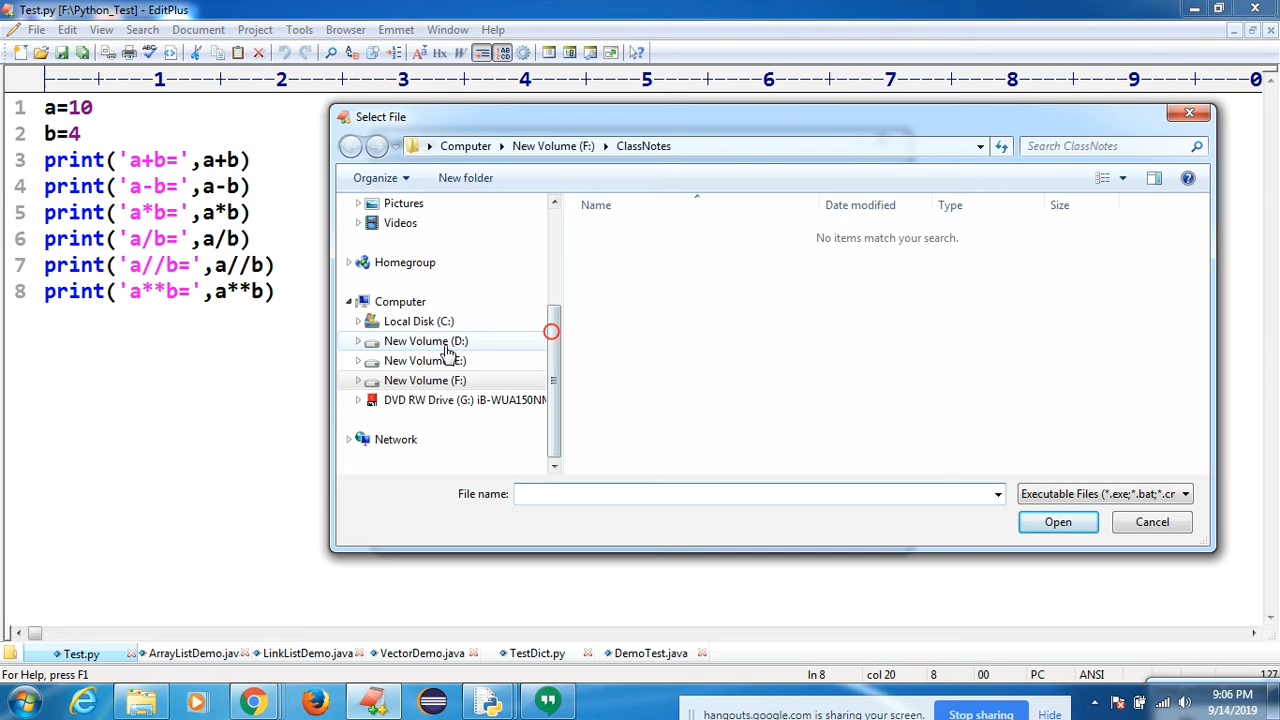 Test.py [F:\Python_Test] - EditPlus
File Edit View Search Document Project Tools Browser Emmet Window Help
----+----1----+----2----+----3----+----4----+----5----+----6----+----7----+----8----+----9----+----0
1 a=10
2 b=4
3 print('a+b=',a+b)
4 print('a-b=',a-b)
5 print('a*b=',a*b)
6 print('a/b=',a/b)
7 print('a//b=',a//b)
8 print('a**b=',a**b)
Select File
Computer New Volume (F:) ClassNotes
Search ClassNotes
Organize New folder
Name Date modified Type Size
No items match your search.
Pictures
Videos
Homegroup
Computer
Local Disk (C:)
New Volume (D:)
New Volume (E:)
New Volume (F:)
DVD RW Drive (G:) iB-WUA150NM
Network
File name:
Executable Files (*.exe;*.bat;*.cr
Open Cancel
Test.py ArrayListDemo.jav LinkListDemo.jav VectorDemo.java TestDict.py DemoTest.java
For Help, press F1
ln 8 col 20 8 00 PC ANSI 127
hangouts.google.com is sharing your screen. Stop sharing Hide
9:06 PM
9/14/2019